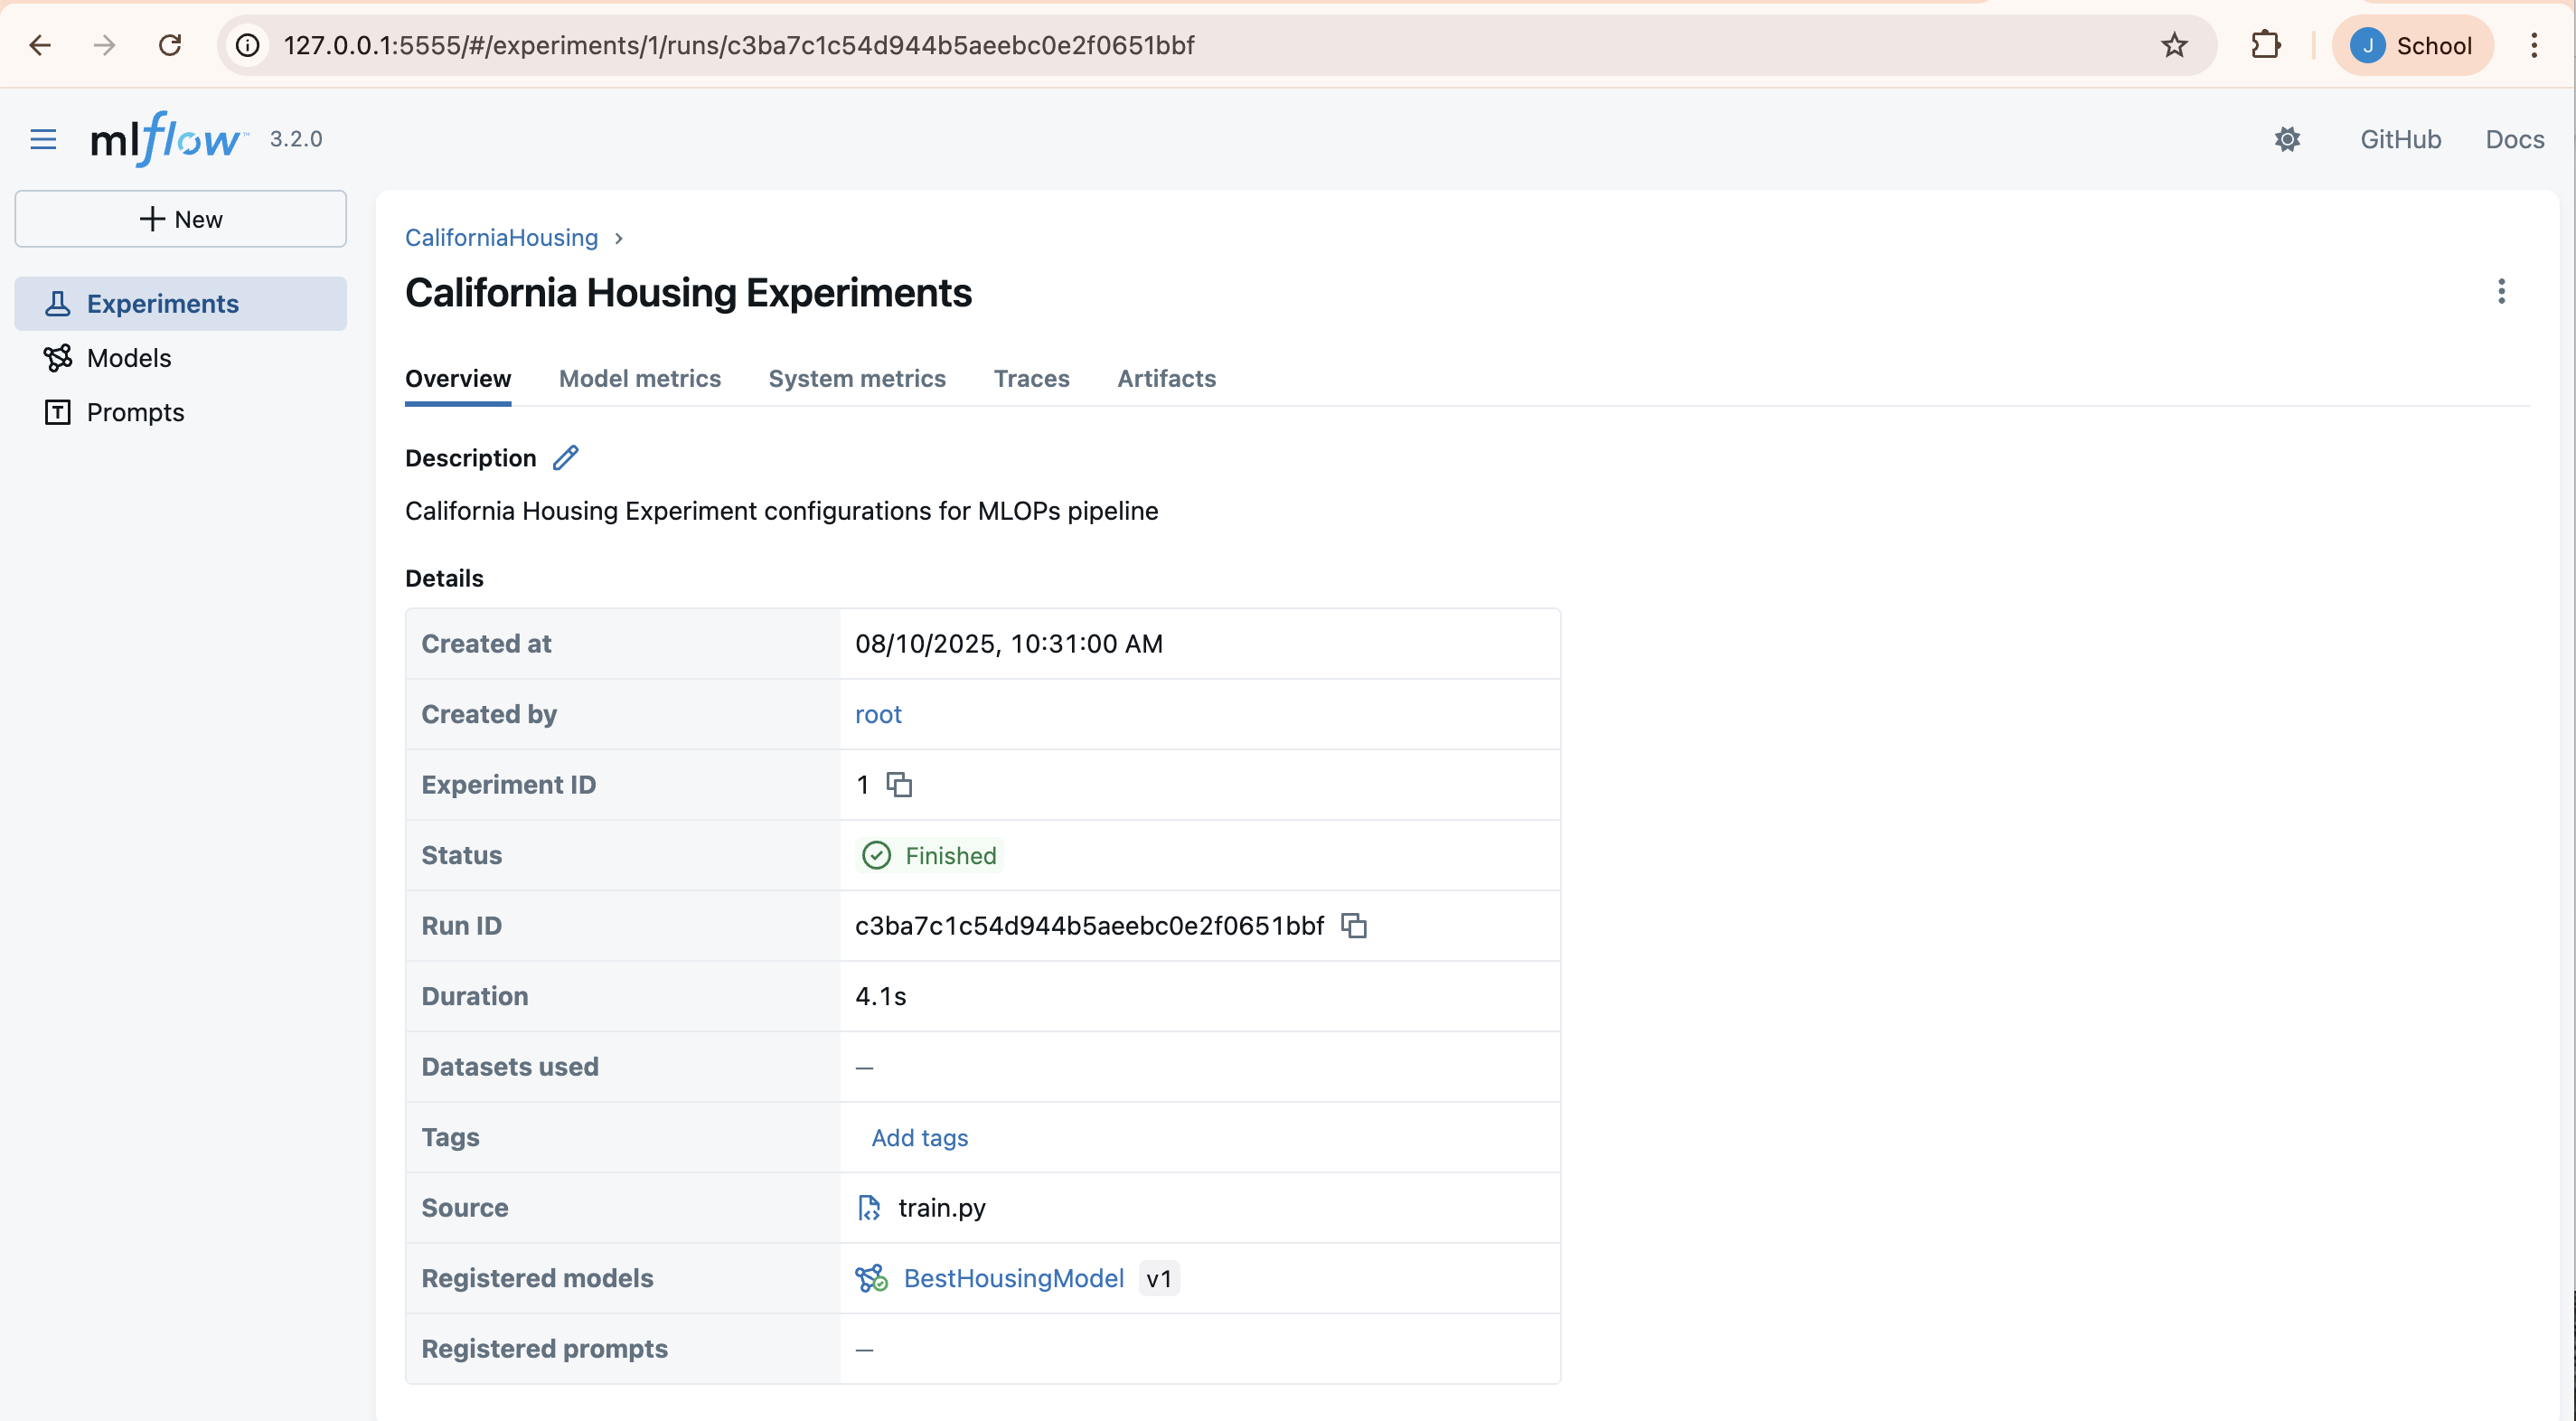 127.0.0.1:5555/#/experiments/1/runs/c3ba7c1c54d944b5aeebc0e2f0651bbf
J School
mlflow™ 3.2.0
GitHub Docs
New
Experiments
Models
Prompts
CaliforniaHousing
California Housing Experiments
Overview Model metrics System metrics Traces Artifacts
Description
California Housing Experiment configurations for MLOPs pipeline
Details
Created at 08/10/2025, 10:31:00 AM
Created by root
Experiment ID 1
Status Finished
Run ID c3ba7c1c54d944b5aeebc0e2f0651bbf
Duration 4.1s
Datasets used —
Tags Add tags
Source train.py
Registered models BestHousingModel v1
Registered prompts —